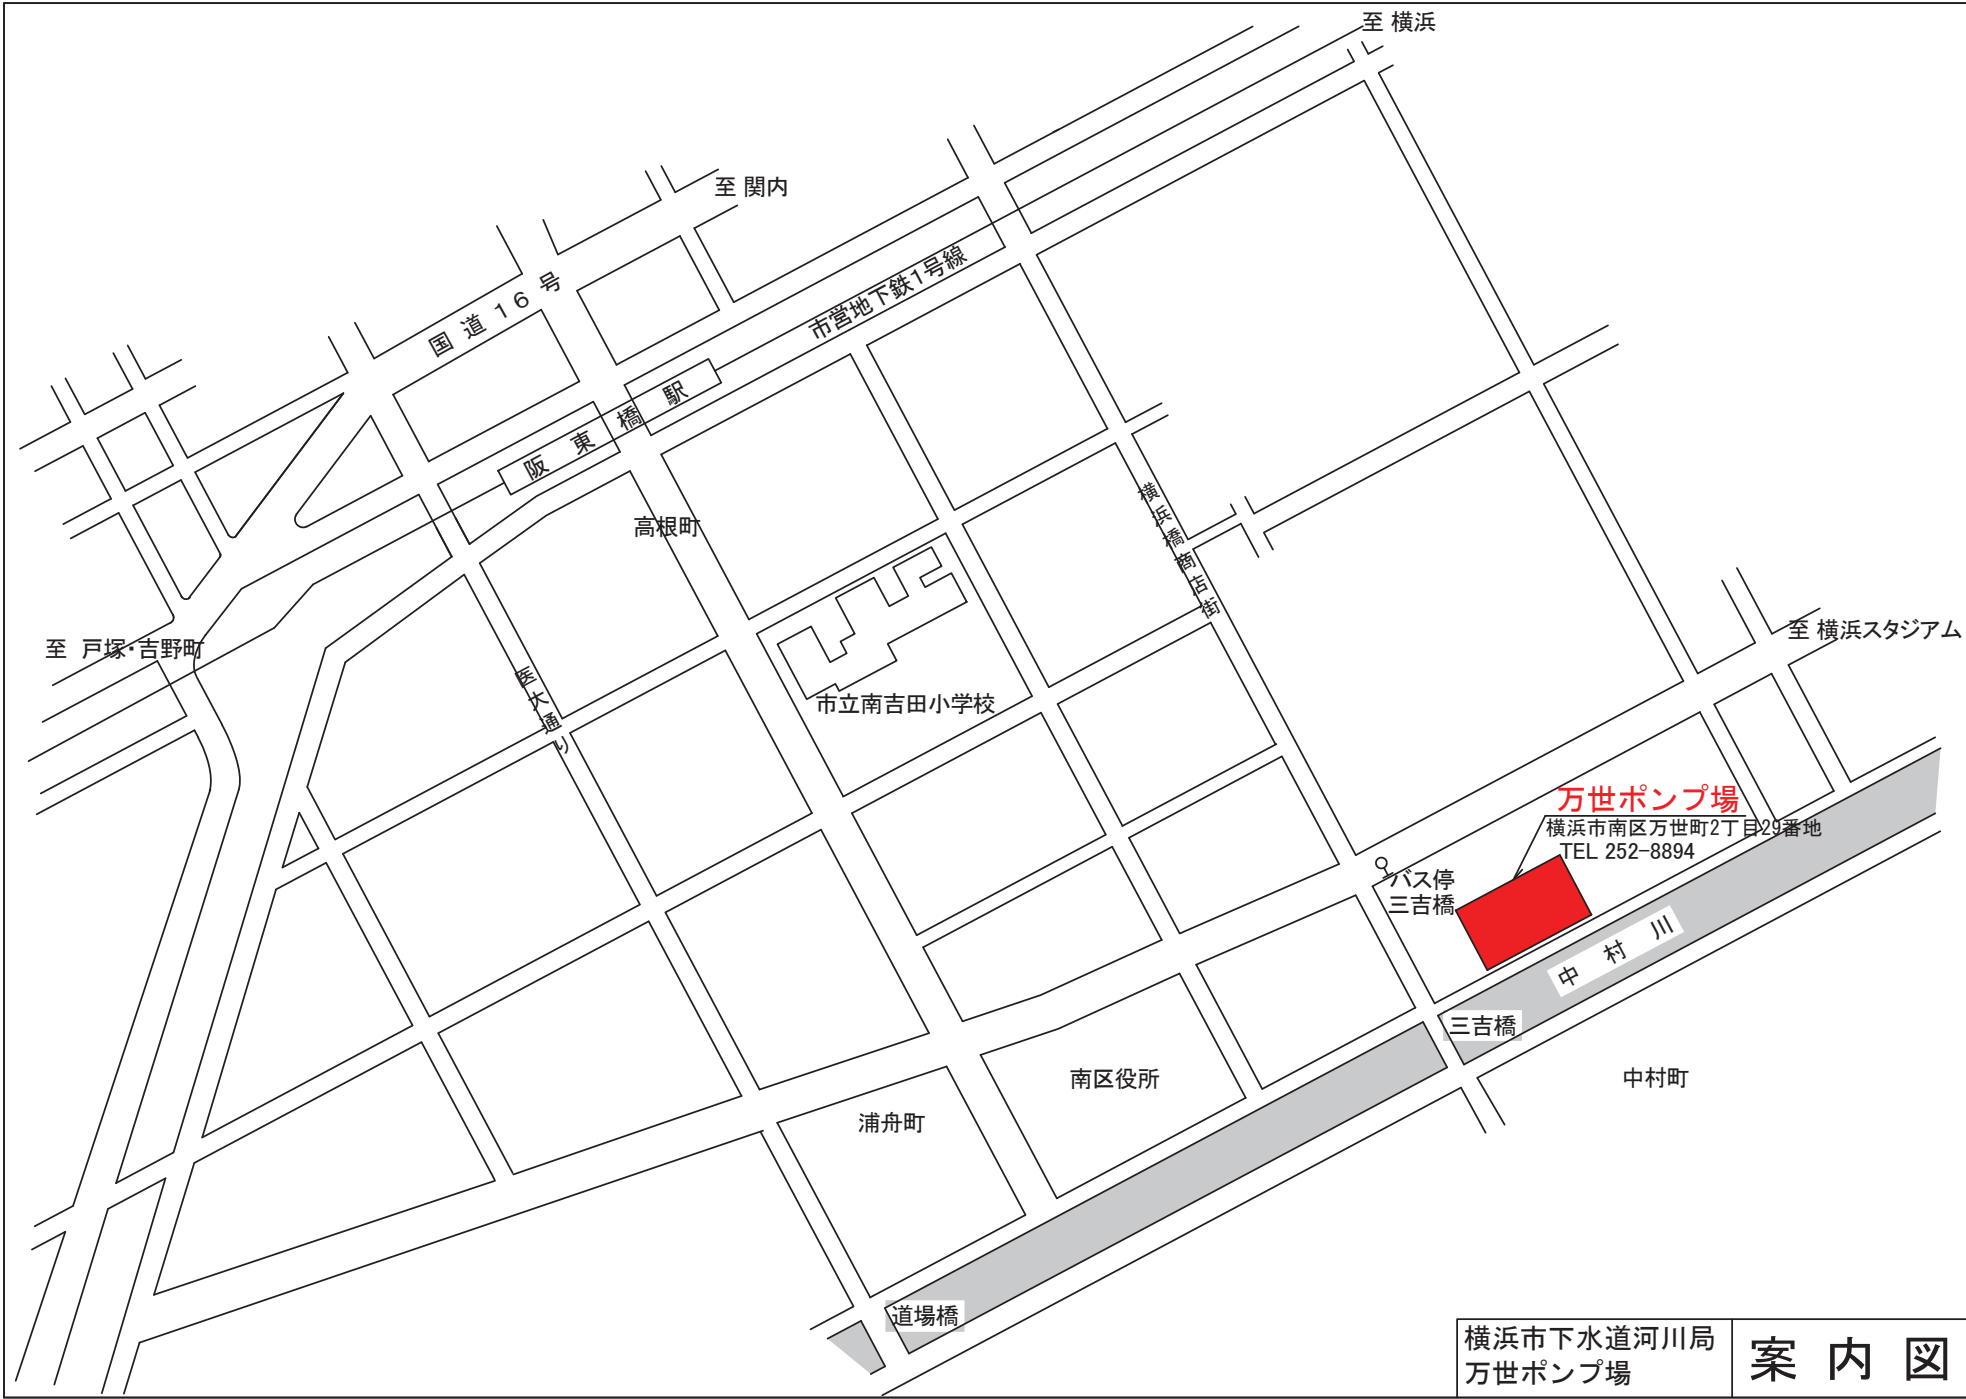 至 横浜
至 関内
国道16号
市営地下鉄1号線
阪東橋駅
高根町
横浜橋商店街
至 戸塚・吉野町
医大通り
市立南吉田小学校
至 横浜スタジアム
万世ポンプ場
横浜市南区万世町2丁目29番地
TEL 252-8894
バス停
三吉橋
中村川
三吉橋
南区役所
中村町
浦舟町
道場橋
横浜市下水道河川局
万世ポンプ場
案内図